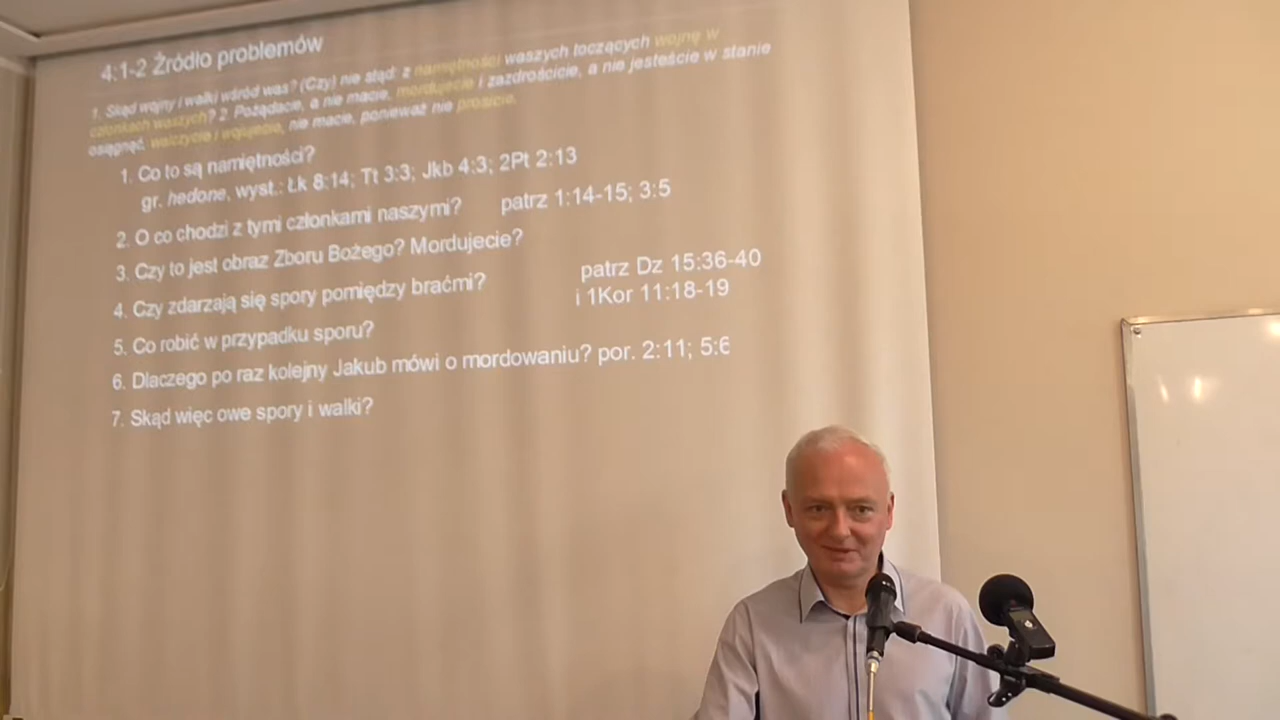 4:1-2 Źródło problemów
1. Skąd wojny i walki wśród was? (Czy) nie stąd: z namiętności waszych toczących wojnę w
członkach waszych? 2. Pożądacie, a nie macie, mordujecie i zazdrościcie, a nie jesteście w stanie
osiągnąć, walczycie i wojujecie, nie macie, ponieważ nie prosicie.
1. Co to są namiętności?
gr. hedone, wyst.: Łk 8:14; Tt 3:3; Jkb 4:3; 2Pt 2:13
2. O co chodzi z tymi członkami naszymi? patrz 1:14-15; 3:5
3. Czy to jest obraz Zboru Bożego? Mordujecie?
4. Czy zdarzają się spory pomiędzy braćmi? patrz Dz 15:36-40
i 1Kor 11:18-19
5. Co robić w przypadku sporu?
6. Dlaczego po raz kolejny Jakub mówi o mordowaniu? por. 2:11; 5:6
7. Skąd więc owe spory i walki?